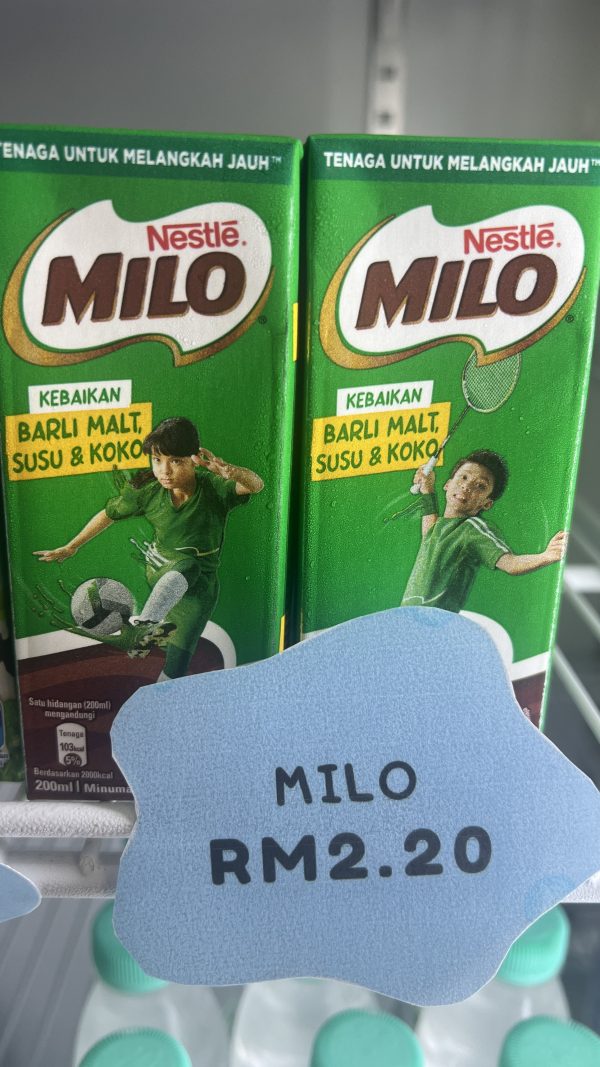 TENAGA UNTUK MELANGKAH JAUH™
Nestlé.
MILO®
KEBAIKAN
BARLI MALT,
SUSU & KOKO
Satu hidangan (200ml)
mengandungi
Tenaga
103kcal
5%
Berdasarkan 2000kcal
200ml | Minuma
TENAGA UNTUK MELANGKAH JAUH™
Nestlé.
MILO®
KEBAIKAN
BARLI MALT,
SUSU & KOKO
MILO
RM2.20